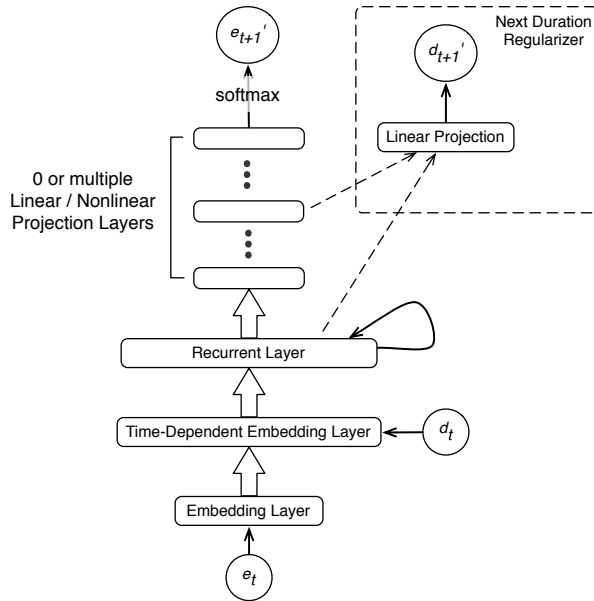 Next Duration
Regularizer
e_{t+1}'
d_{t+1}'
softmax
Linear Projection
0 or multiple
Linear / Nonlinear
Projection Layers
Recurrent Layer
Time-Dependent Embedding Layer
d_t
Embedding Layer
e_t